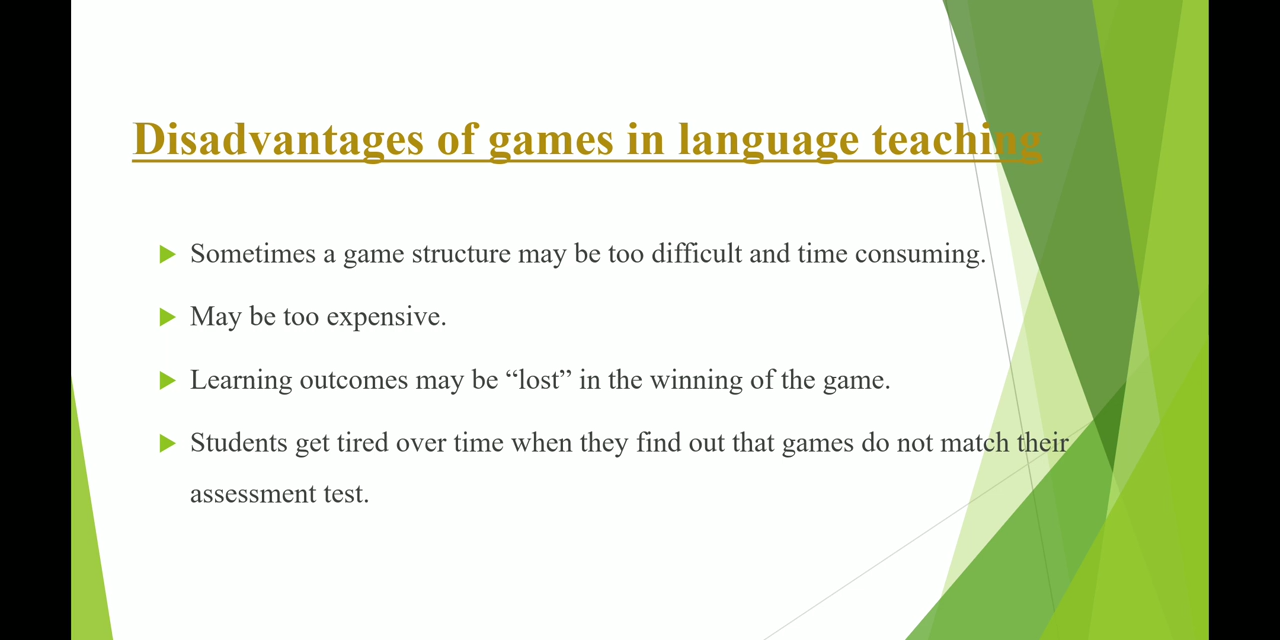 Disadvantages of games in language teaching
Sometimes a game structure may be too difficult and time consuming.
May be too expensive.
Learning outcomes may be “lost” in the winning of the game.
Students get tired over time when they find out that games do not match their
assessment test.